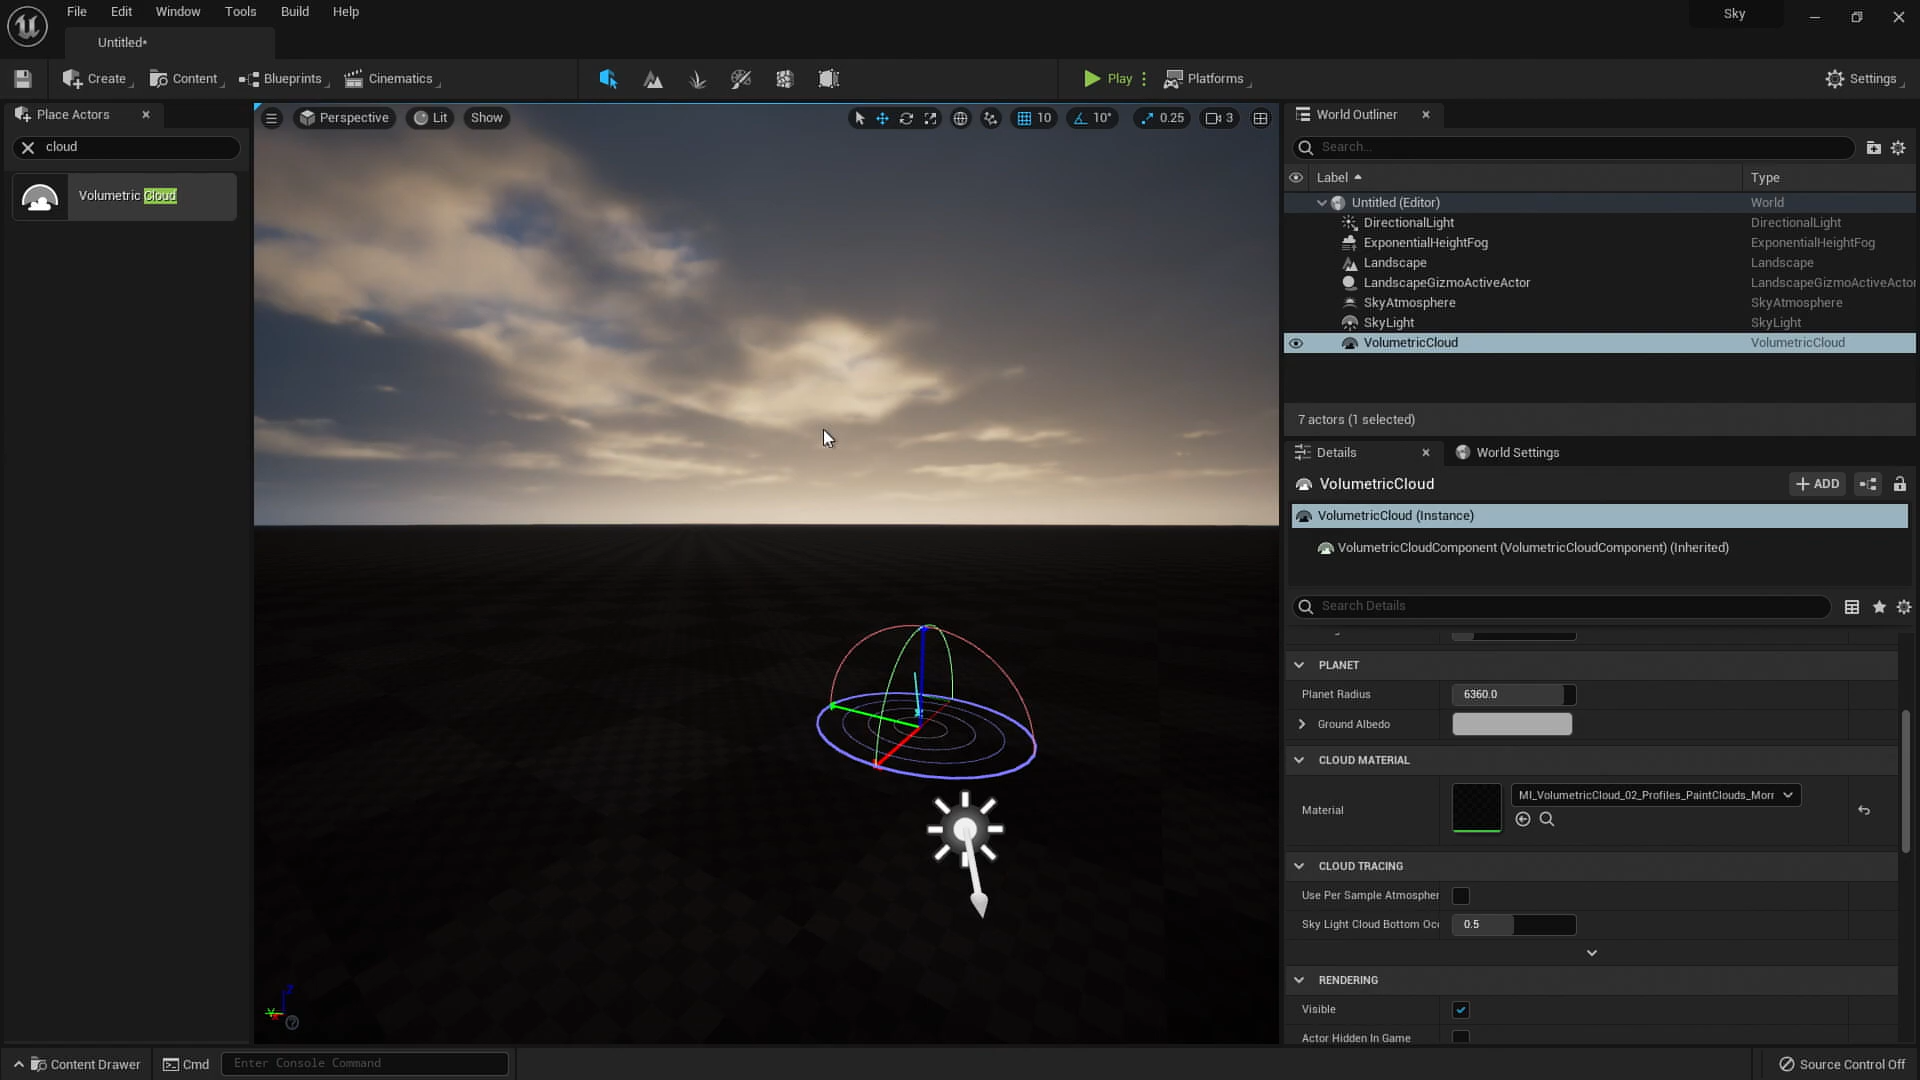 File Edit Window Tools Build Help
Sky
Untitled*
Create Content Blueprints Cinematics
Play Platforms
Settings
Place Actors
cloud
Volumetric Cloud
Perspective Lit Show
10 10° 0.25 3
World Outliner
Search...
Label Type
Untitled (Editor) World
DirectionalLight DirectionalLight
ExponentialHeightFog ExponentialHeightFog
Landscape Landscape
LandscapeGizmoActiveActor LandscapeGizmoActiveActor
SkyAtmosphere SkyAtmosphere
SkyLight SkyLight
VolumetricCloud VolumetricCloud
7 actors (1 selected)
Details World Settings
VolumetricCloud
ADD
VolumetricCloud (Instance)
VolumetricCloudComponent (VolumetricCloudComponent) (Inherited)
Search Details
PLANET
Planet Radius 6360.0
Ground Albedo
CLOUD MATERIAL
Material MI_VolumetricCloud_02_Profiles_PaintClouds_Morn
CLOUD TRACING
Use Per Sample Atmospher
Sky Light Cloud Bottom Occ 0.5
RENDERING
Visible
Actor Hidden In Game
Z
Y
Content Drawer Cmd Enter Console Command
Source Control Off